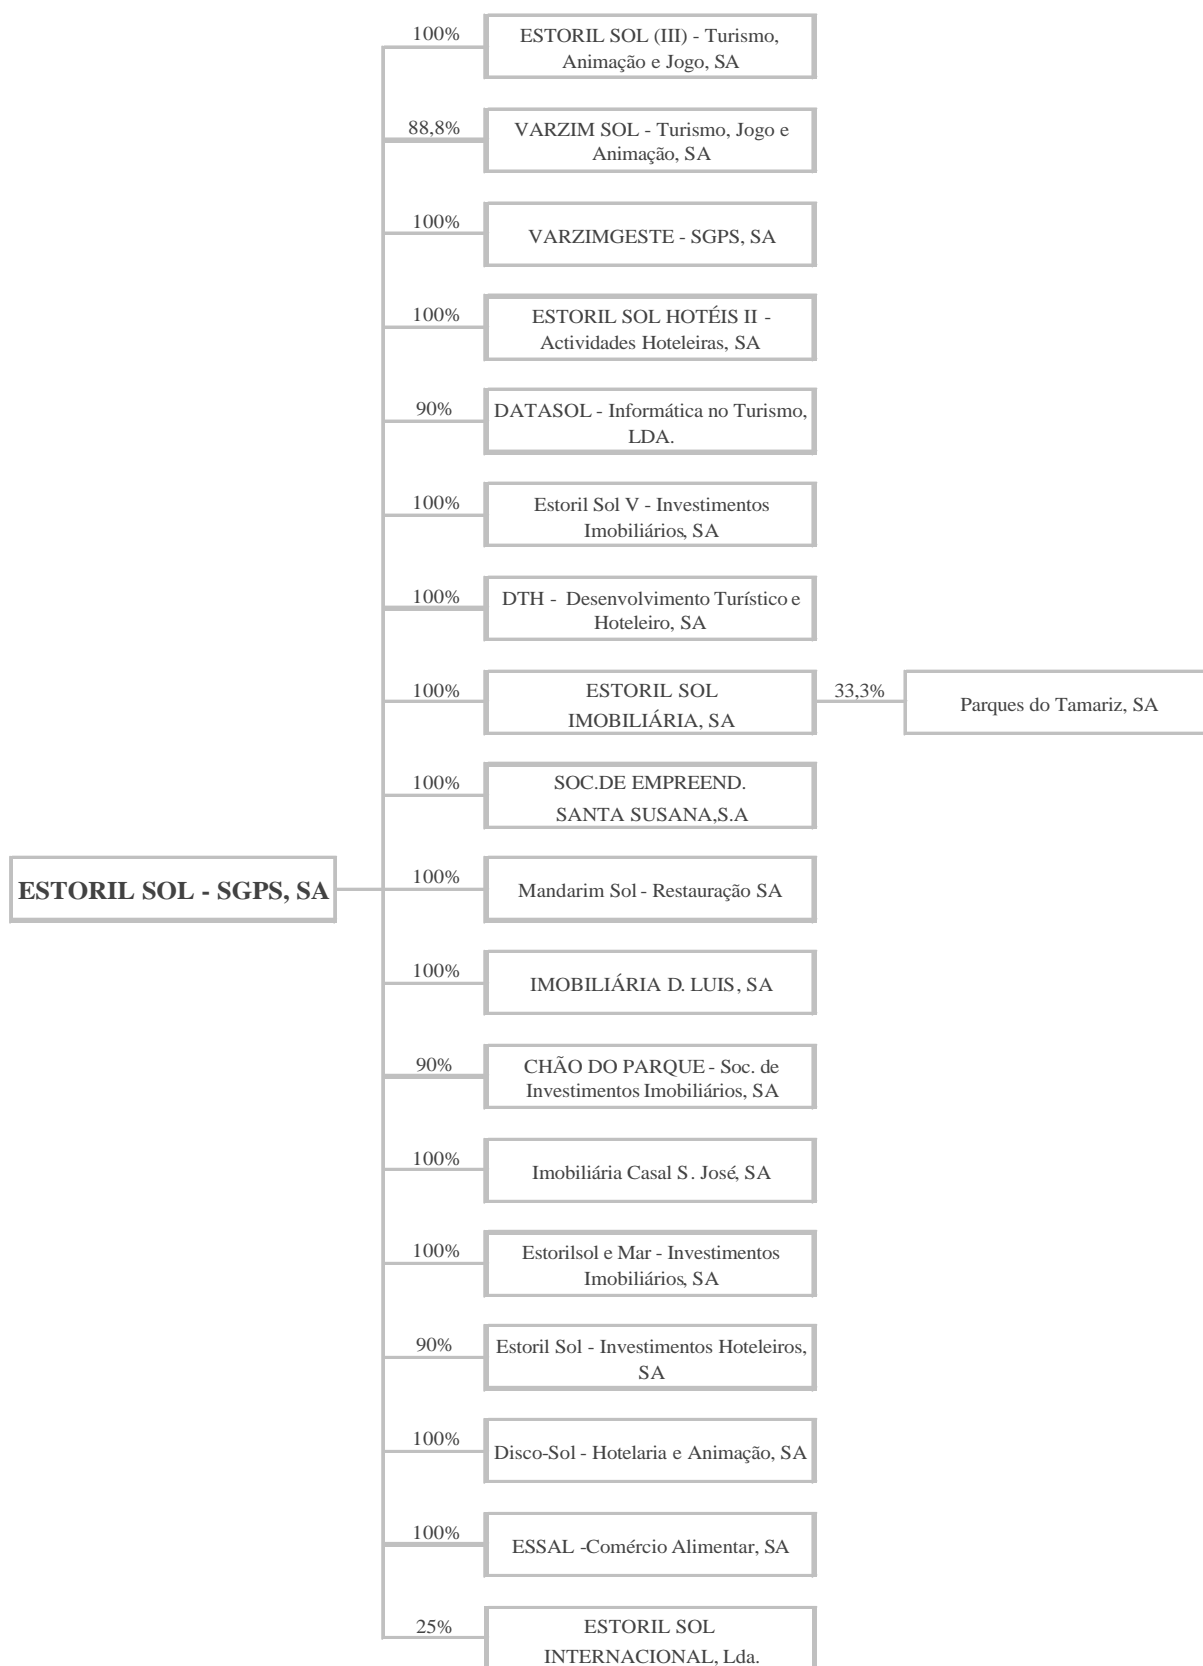 100%
ESTORIL SOL (III) - Turismo,
Animação e Jogo, SA
88,8%
VARZIM SOL - Turismo, Jogo e
Animação, SA
100%
VARZIMGESTE - SGPS, SA
100%
ESTORIL SOL HOTÉIS II -
Actividades Hoteleiras, SA
90%
DATASOL - Informática no Turismo,
LDA.
100%
Estoril Sol V - Investimentos
Imobiliários, SA
100%
DTH - Desenvolvimento Turístico e
Hoteleiro, SA
100%
ESTORIL SOL
IMOBILIÁRIA, SA
33,3%
Parques do Tamariz, SA
100%
SOC.DE EMPREEND.
SANTA SUSANA,S.A
ESTORIL SOL - SGPS, SA
100%
Mandarim Sol - Restauração SA
100%
IMOBILIÁRIA D. LUIS, SA
90%
CHÃO DO PARQUE - Soc. de
Investimentos Imobiliários, SA
100%
Imobiliária Casal S. José, SA
100%
Estorilsol e Mar - Investimentos
Imobiliários, SA
90%
Estoril Sol - Investimentos Hoteleiros,
SA
100%
Disco-Sol - Hotelaria e Animação, SA
100%
ESSAL -Comércio Alimentar, SA
25%
ESTORIL SOL
INTERNACIONAL, Lda.